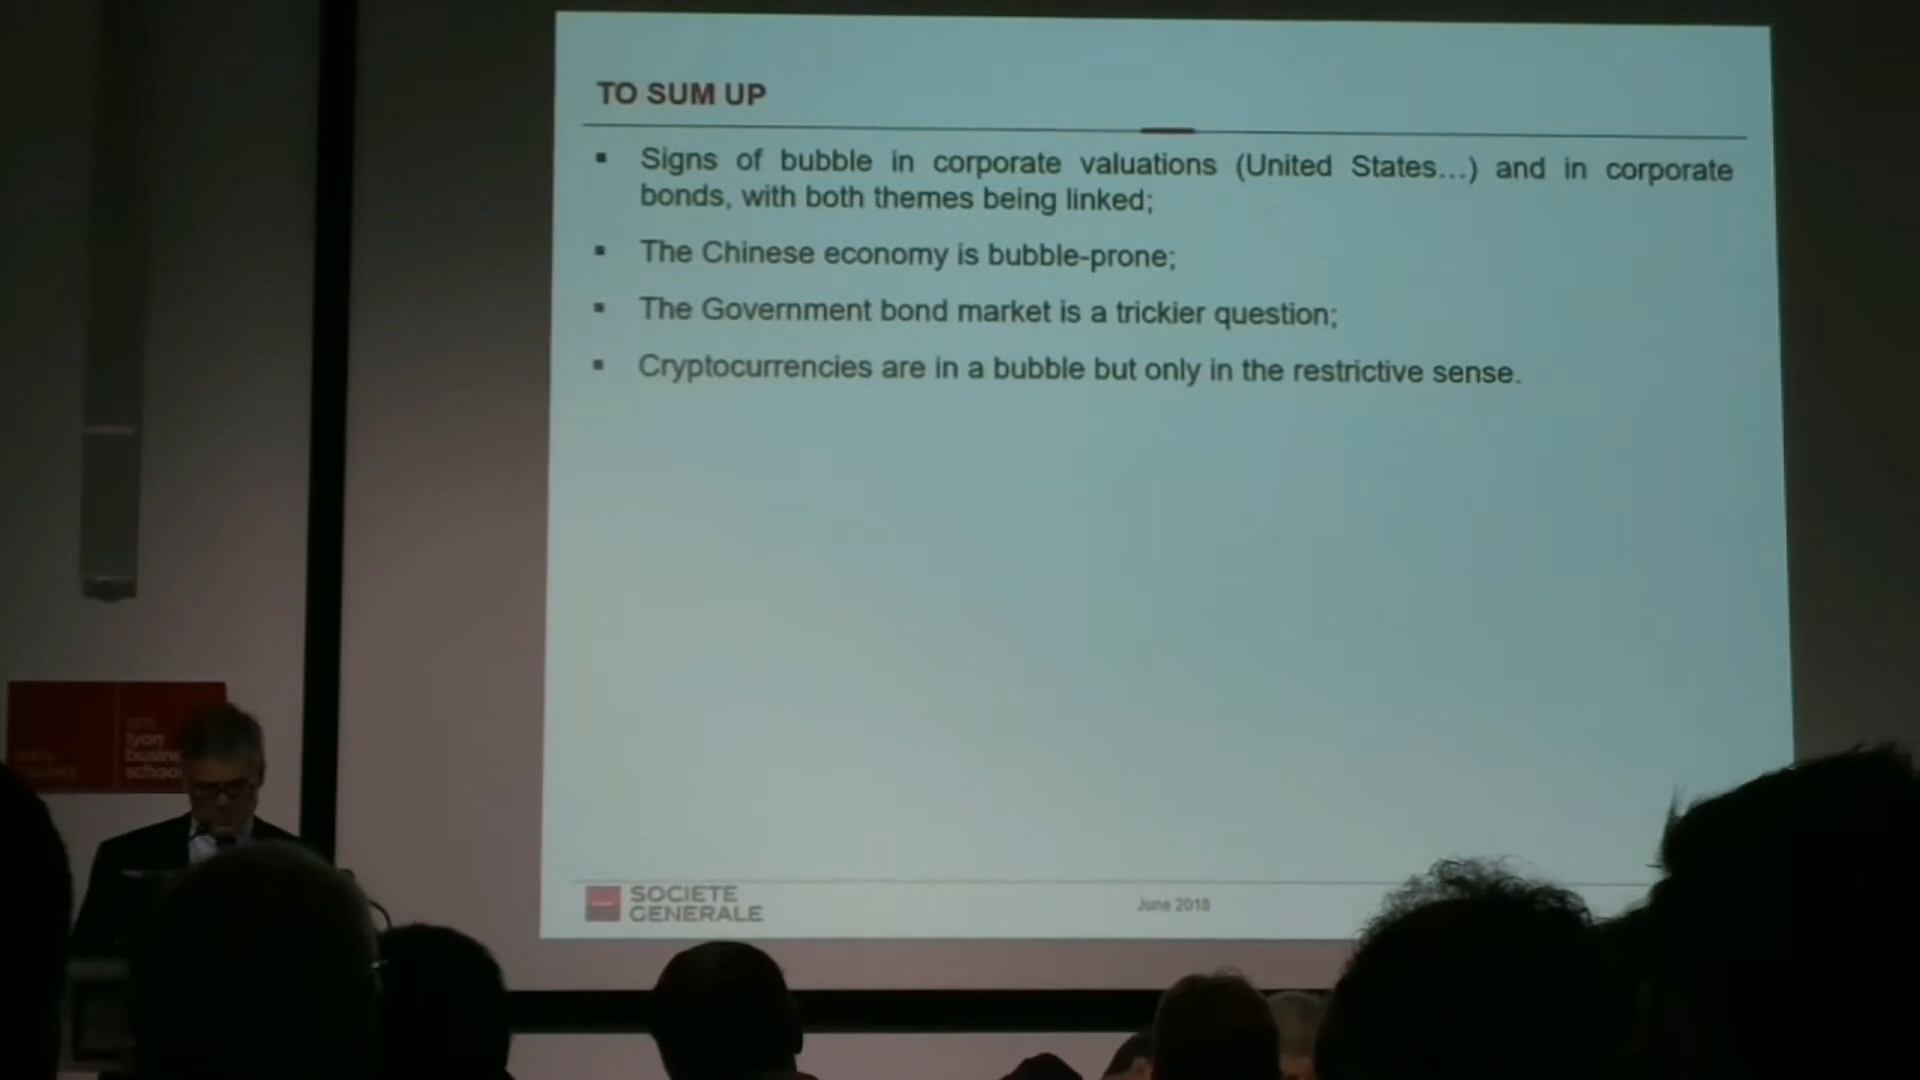 TO SUM UP
▪ Signs of bubble in corporate valuations (United States...) and in corporate
bonds, with both themes being linked;
▪ The Chinese economy is bubble-prone;
▪ The Government bond market is a trickier question;
▪ Cryptocurrencies are in a bubble but only in the restrictive sense.
SOCIETE
GENERALE
June 2018
lyon
school